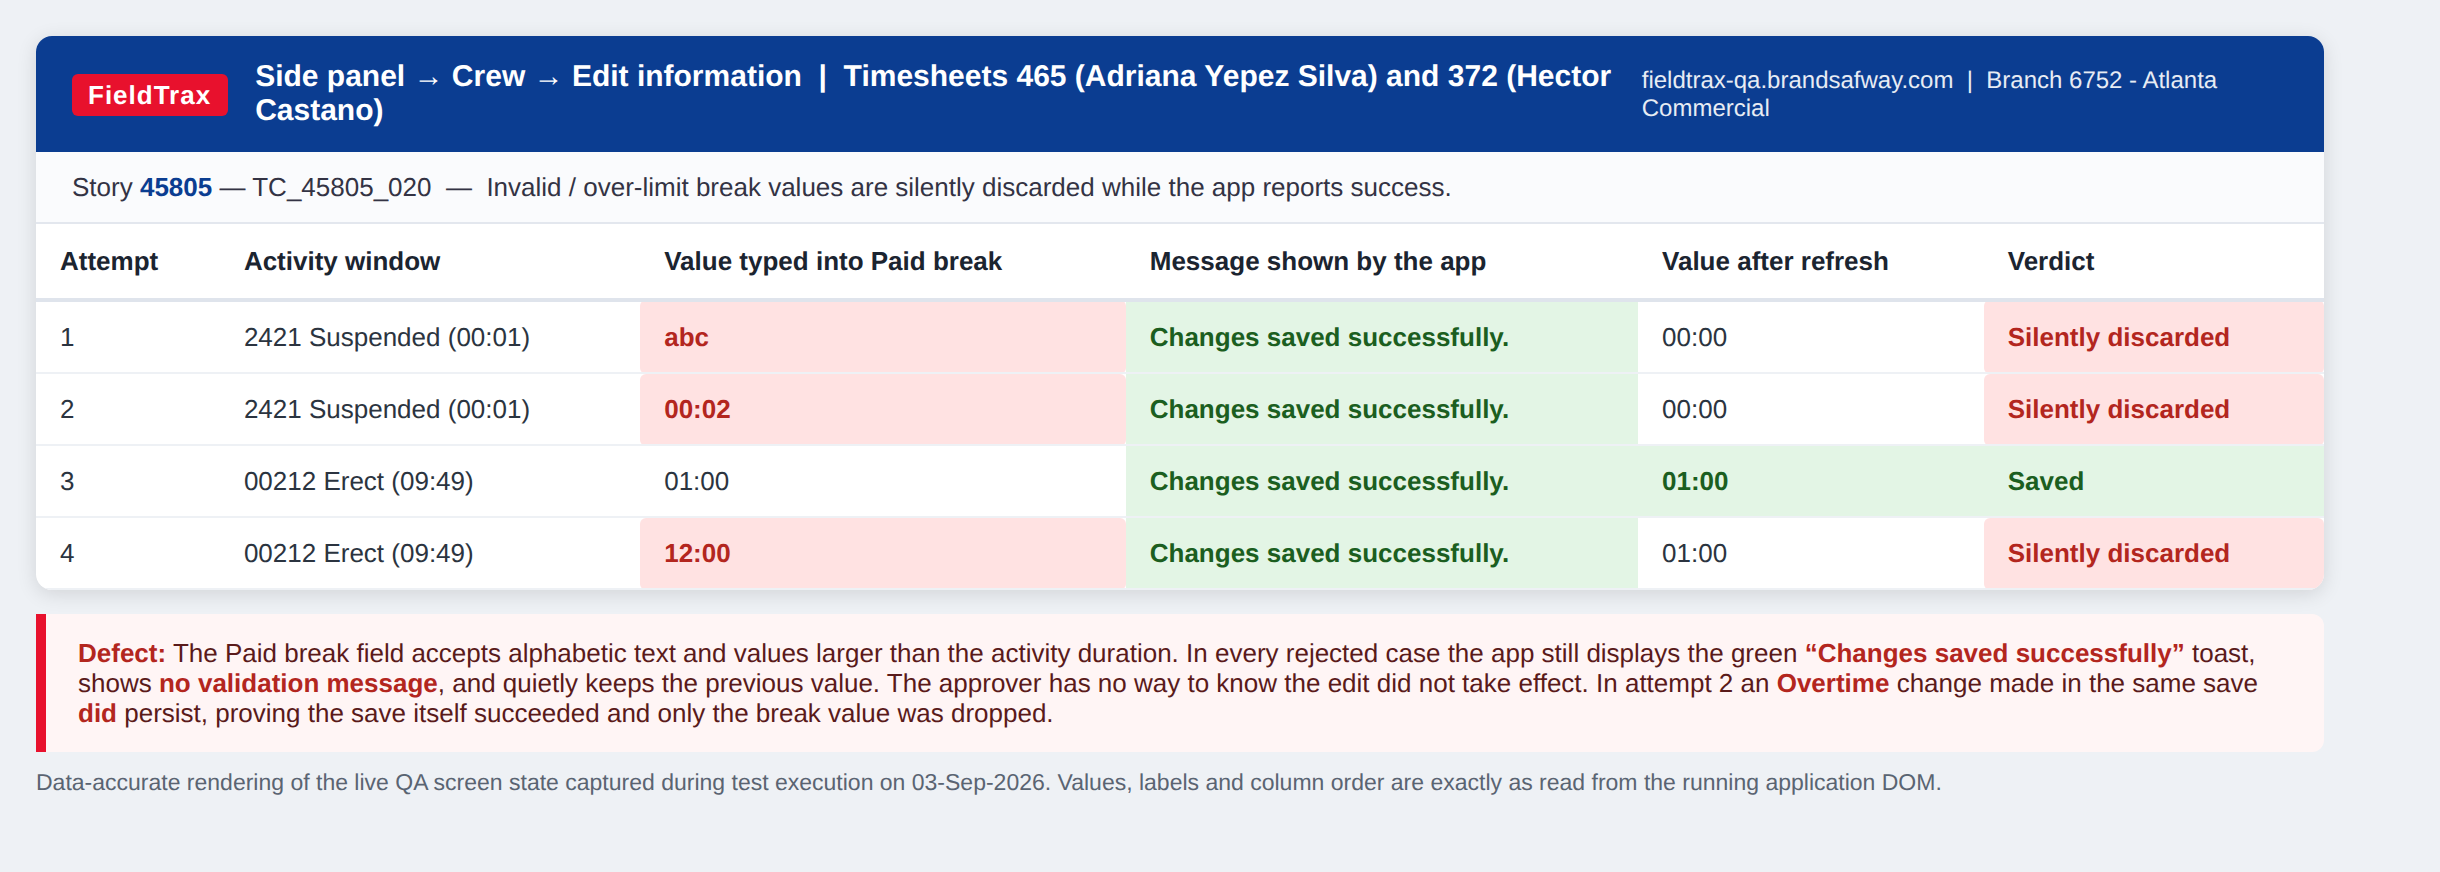 FieldTrax
Side panel → Crew → Edit information | Timesheets 465 (Adriana Yepez Silva) and 372 (Hector
Castano)
fieldtrax-qa.brandsafway.com | Branch 6752 - Atlanta
Commercial
Story 45805 — TC_45805_020 — Invalid / over-limit break values are silently discarded while the app reports success.
Attempt Activity window Value typed into Paid break Message shown by the app Value after refresh Verdict
1 2421 Suspended (00:01) abc Changes saved successfully. 00:00 Silently discarded
2 2421 Suspended (00:01) 00:02 Changes saved successfully. 00:00 Silently discarded
3 00212 Erect (09:49) 01:00 Changes saved successfully. 01:00 Saved
4 00212 Erect (09:49) 12:00 Changes saved successfully. 01:00 Silently discarded
Defect: The Paid break field accepts alphabetic text and values larger than the activity duration. In every rejected case the app still displays the green “Changes saved successfully” toast,
shows no validation message, and quietly keeps the previous value. The approver has no way to know the edit did not take effect. In attempt 2 an Overtime change made in the same save
did persist, proving the save itself succeeded and only the break value was dropped.
Data-accurate rendering of the live QA screen state captured during test execution on 03-Sep-2026. Values, labels and column order are exactly as read from the running application DOM.